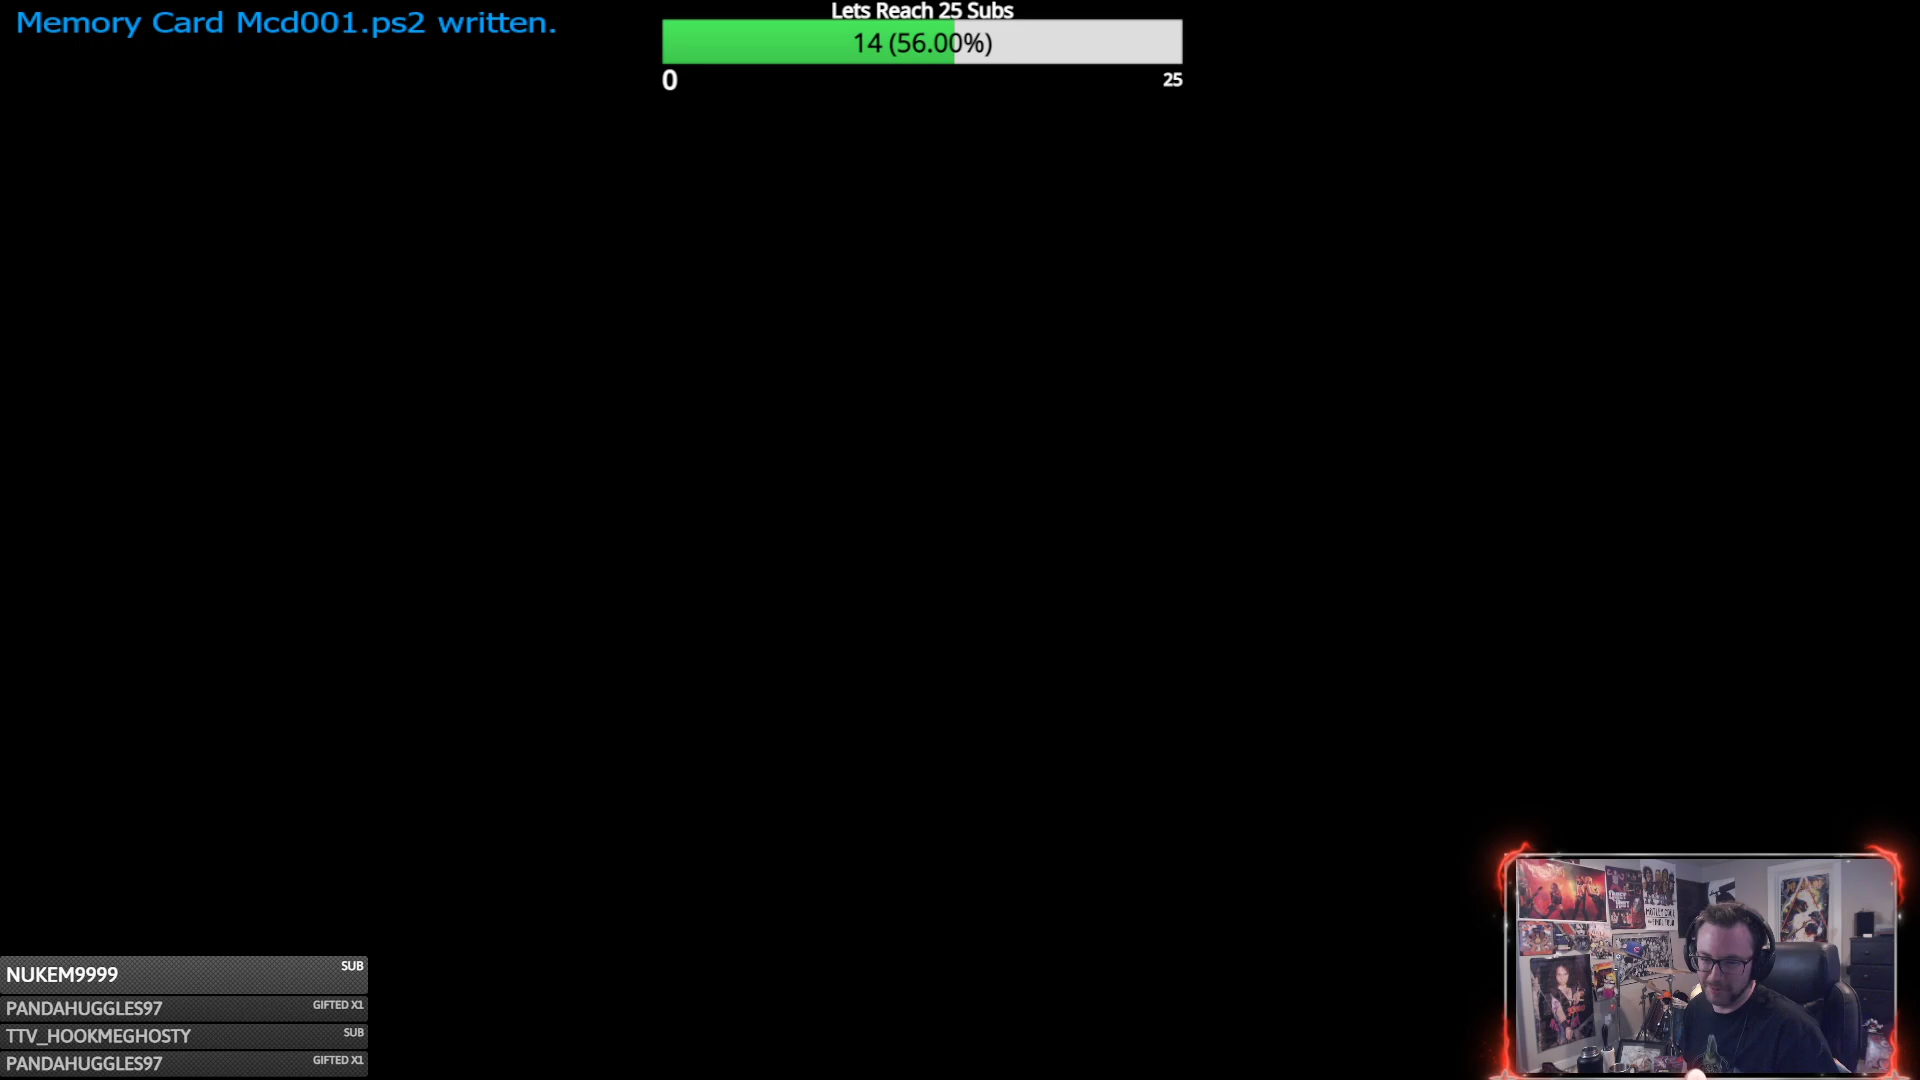 Memory Card Mcd001.ps2 written.
Lets Reach 25 Subs
14 (56.00%)
0
25
NUKEM9999 SUB
PANDAHUGGLES97 GIFTED X1
TTV_HOOKMEGHOSTY SUB
PANDAHUGGLES97 GIFTED X1